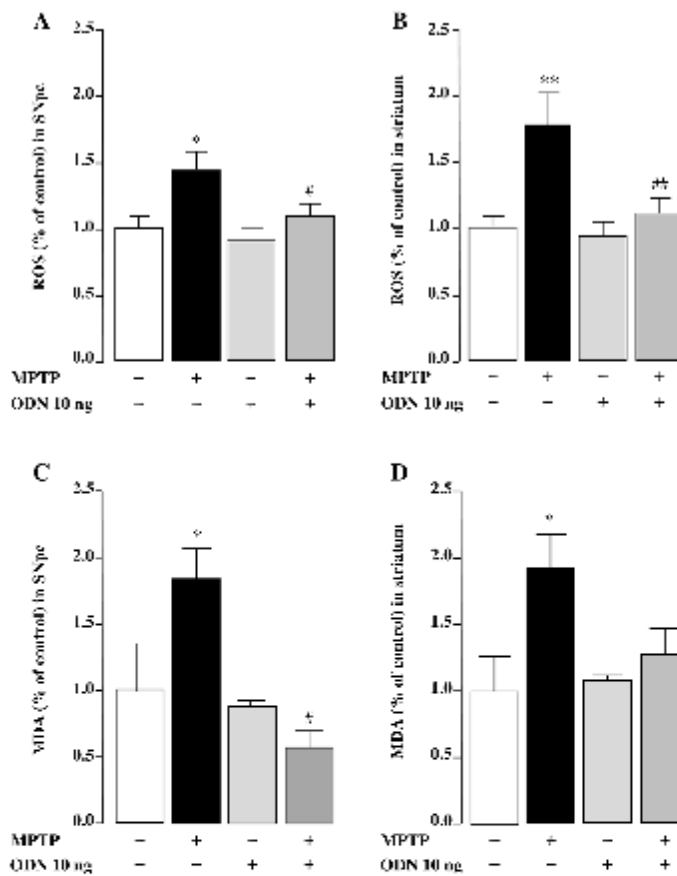 A
B
ROS (% of control) in SNpc
2.5
2.0
1.5
1.0
0.5
0.0
*
#
MPTP − + − +
ODN 10 ng − − − +
ROS (% of control) in striatum
2.5
2.0
1.5
1.0
0.5
0.0
**
##
MPTP − + − +
ODN 10 ng − − + +
C
D
MDA (% of control) in SNpc
2.5
2.0
1.5
1.0
0.5
0.0
*
#
MPTP − + − +
ODN 10 ng − − + +
MDA (% of control) in striatum
2.5
2.0
1.5
1.0
0.5
0.0
*
MPTP − + − +
ODN 10 ng − − + +